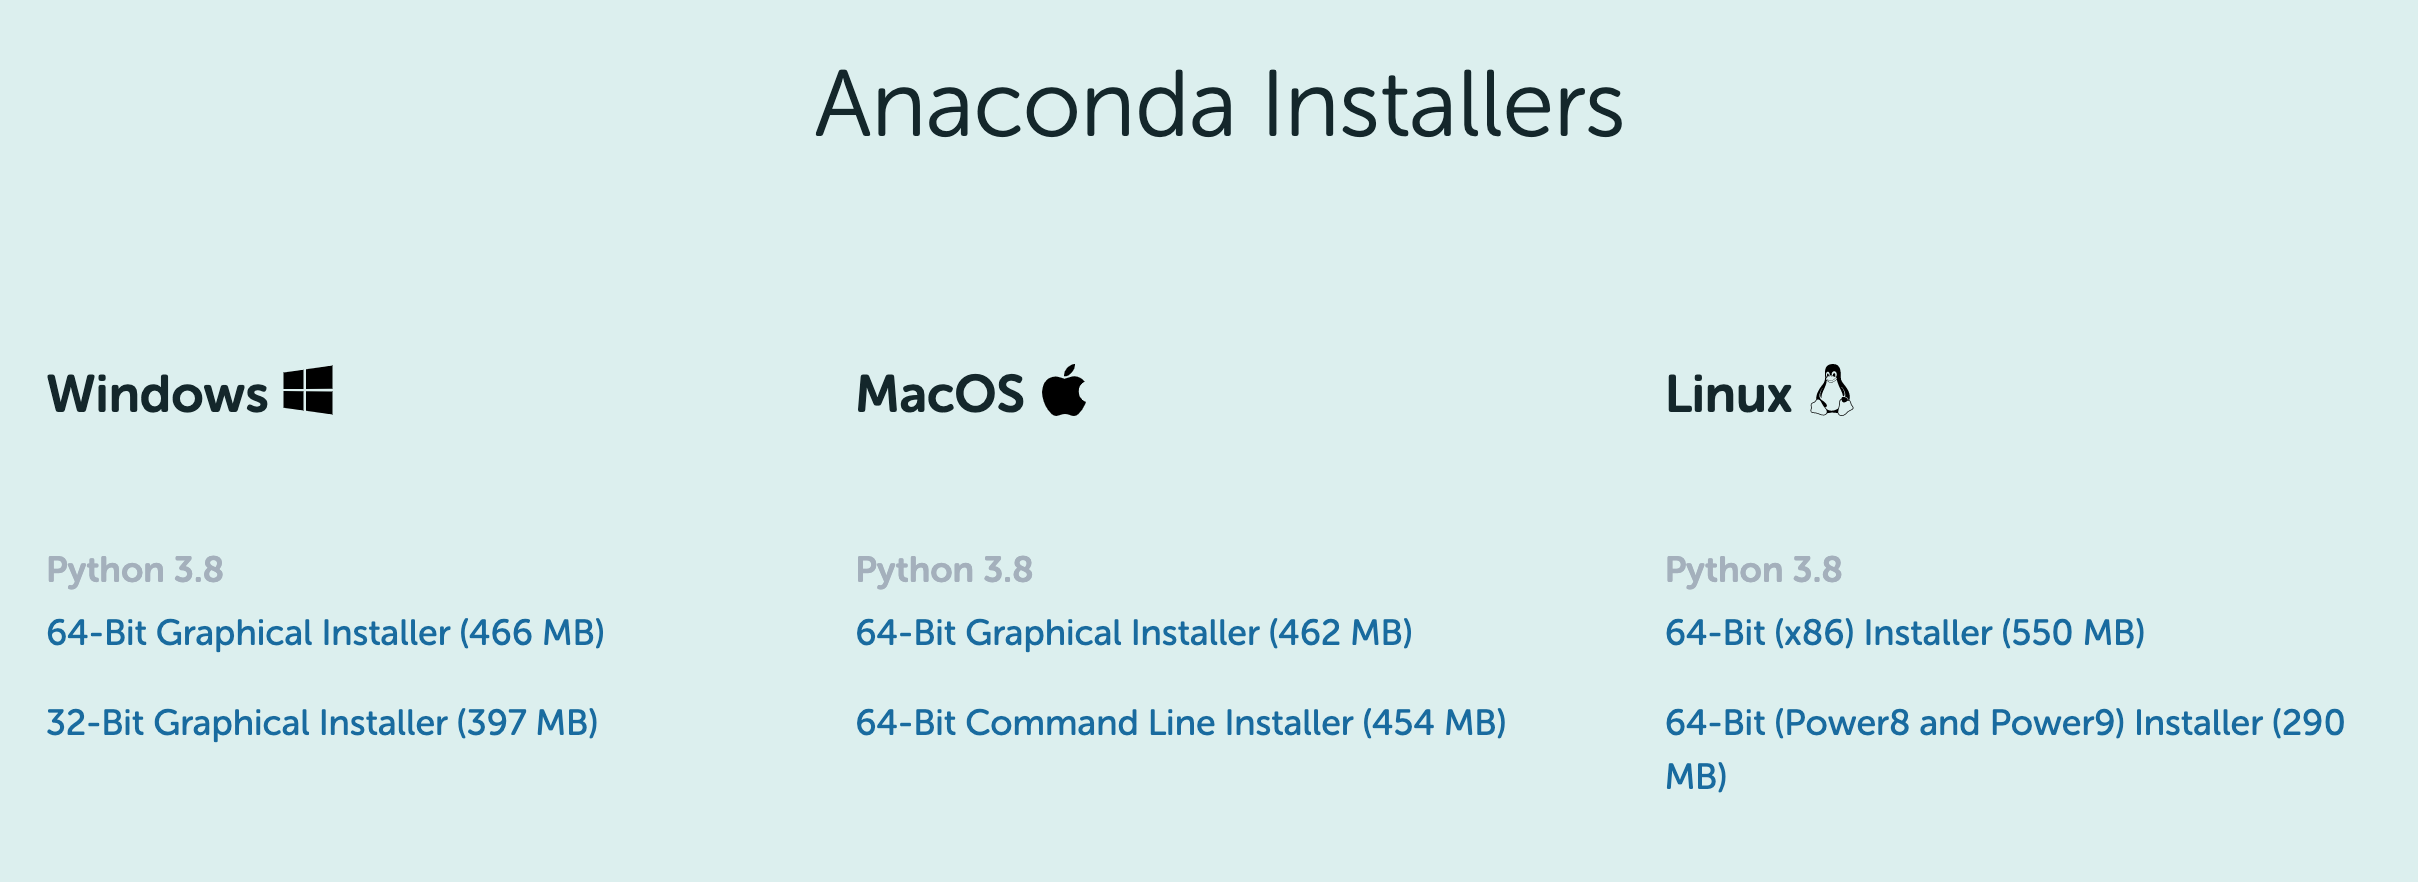 Anaconda Installers
Windows
Python 3.8
64-Bit Graphical Installer (466 MB)
32-Bit Graphical Installer (397 MB)
MacOS
Python 3.8
64-Bit Graphical Installer (462 MB)
64-Bit Command Line Installer (454 MB)
Linux
Python 3.8
64-Bit (x86) Installer (550 MB)
64-Bit (Power8 and Power9) Installer (290
MB)